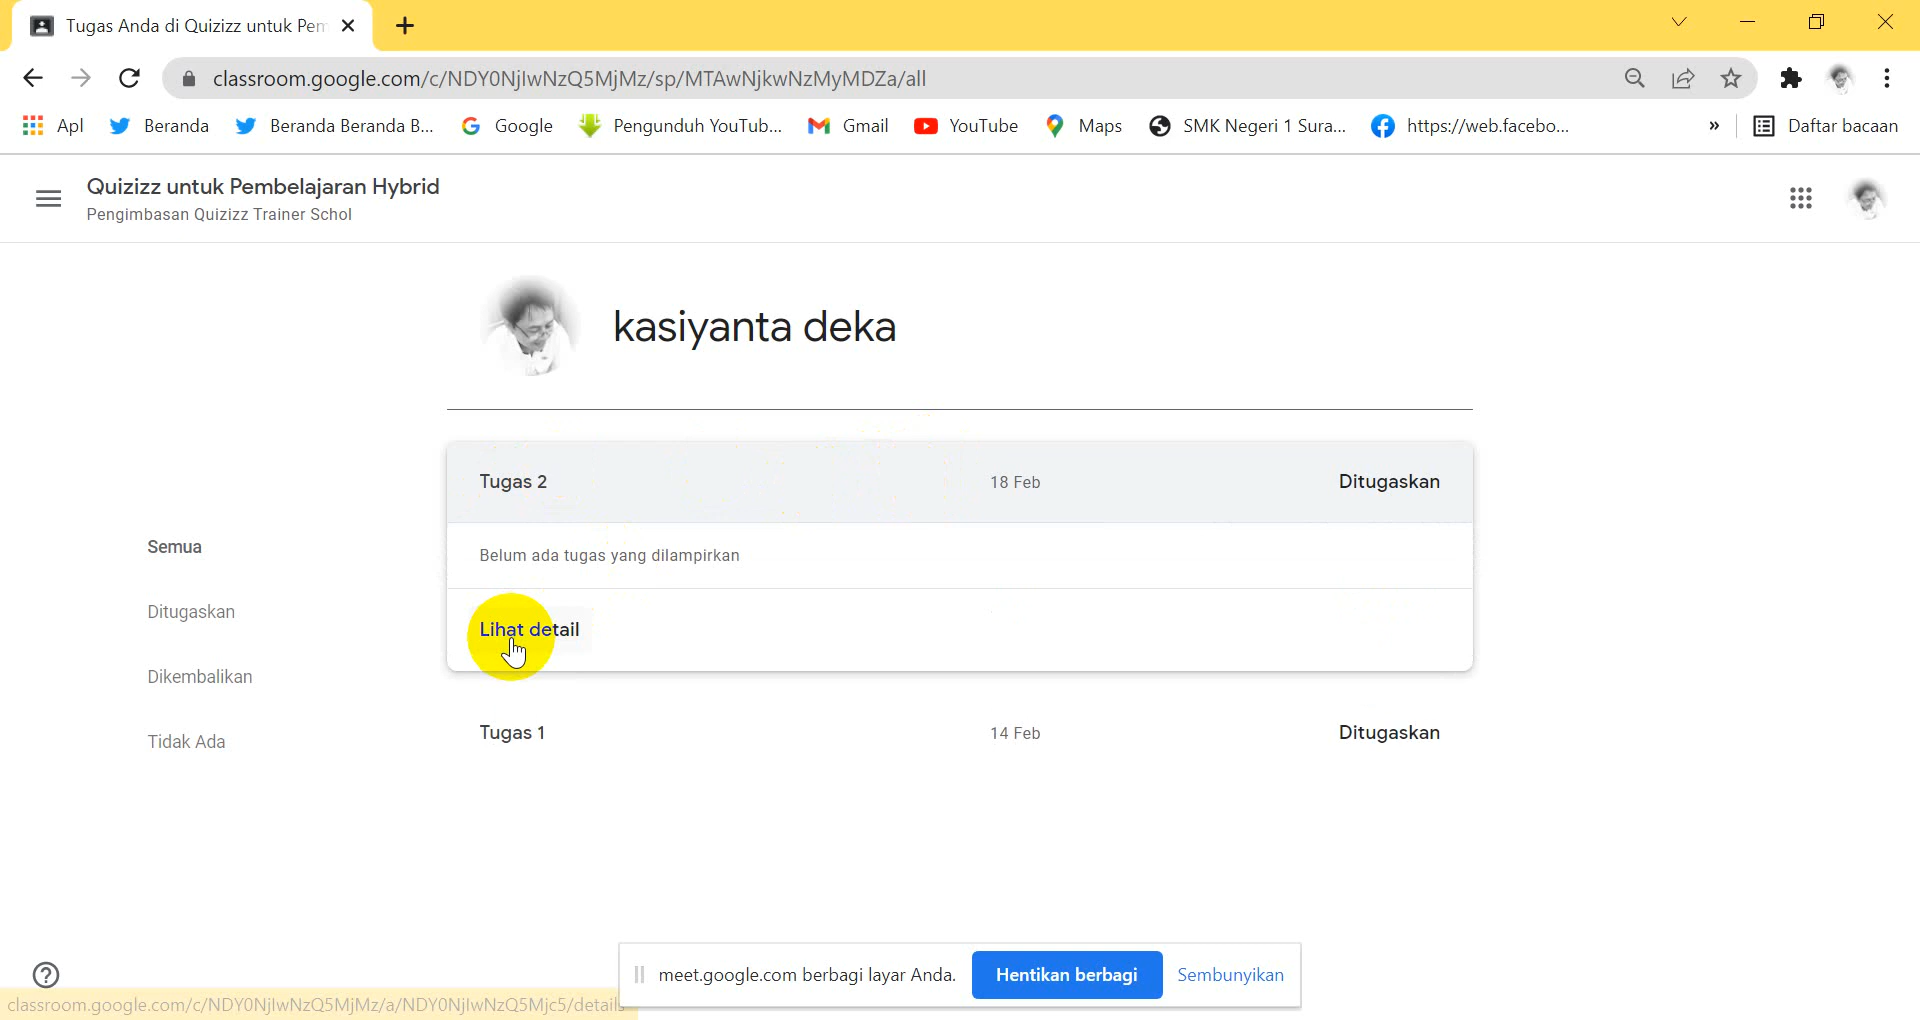 Tugas Anda di Quizizz untuk Pem
classroom.google.com/c/NDY0NjIwNzQ5MjMz/sp/MTAwNjkwNzMyMDZa/all
Apl Beranda Beranda Beranda B... Google Pengunduh YouTub... Gmail YouTube Maps SMK Negeri 1 Sura... https://web.facebo... » Daftar bacaan
Quizizz untuk Pembelajaran Hybrid
Pengimbasan Quizizz Trainer Schol
kasiyanta deka
Tugas 2 18 Feb Ditugaskan
Semua
Belum ada tugas yang dilampirkan
Ditugaskan
Lihat detail
Dikembalikan
Tidak Ada
Tugas 1 14 Feb Ditugaskan
meet.google.com berbagi layar Anda. Hentikan berbagi Sembunyikan
classroom.google.com/c/NDY0NjIwNzQ5MjMz/a/NDY0NjIwNzQ5Mjc5/details